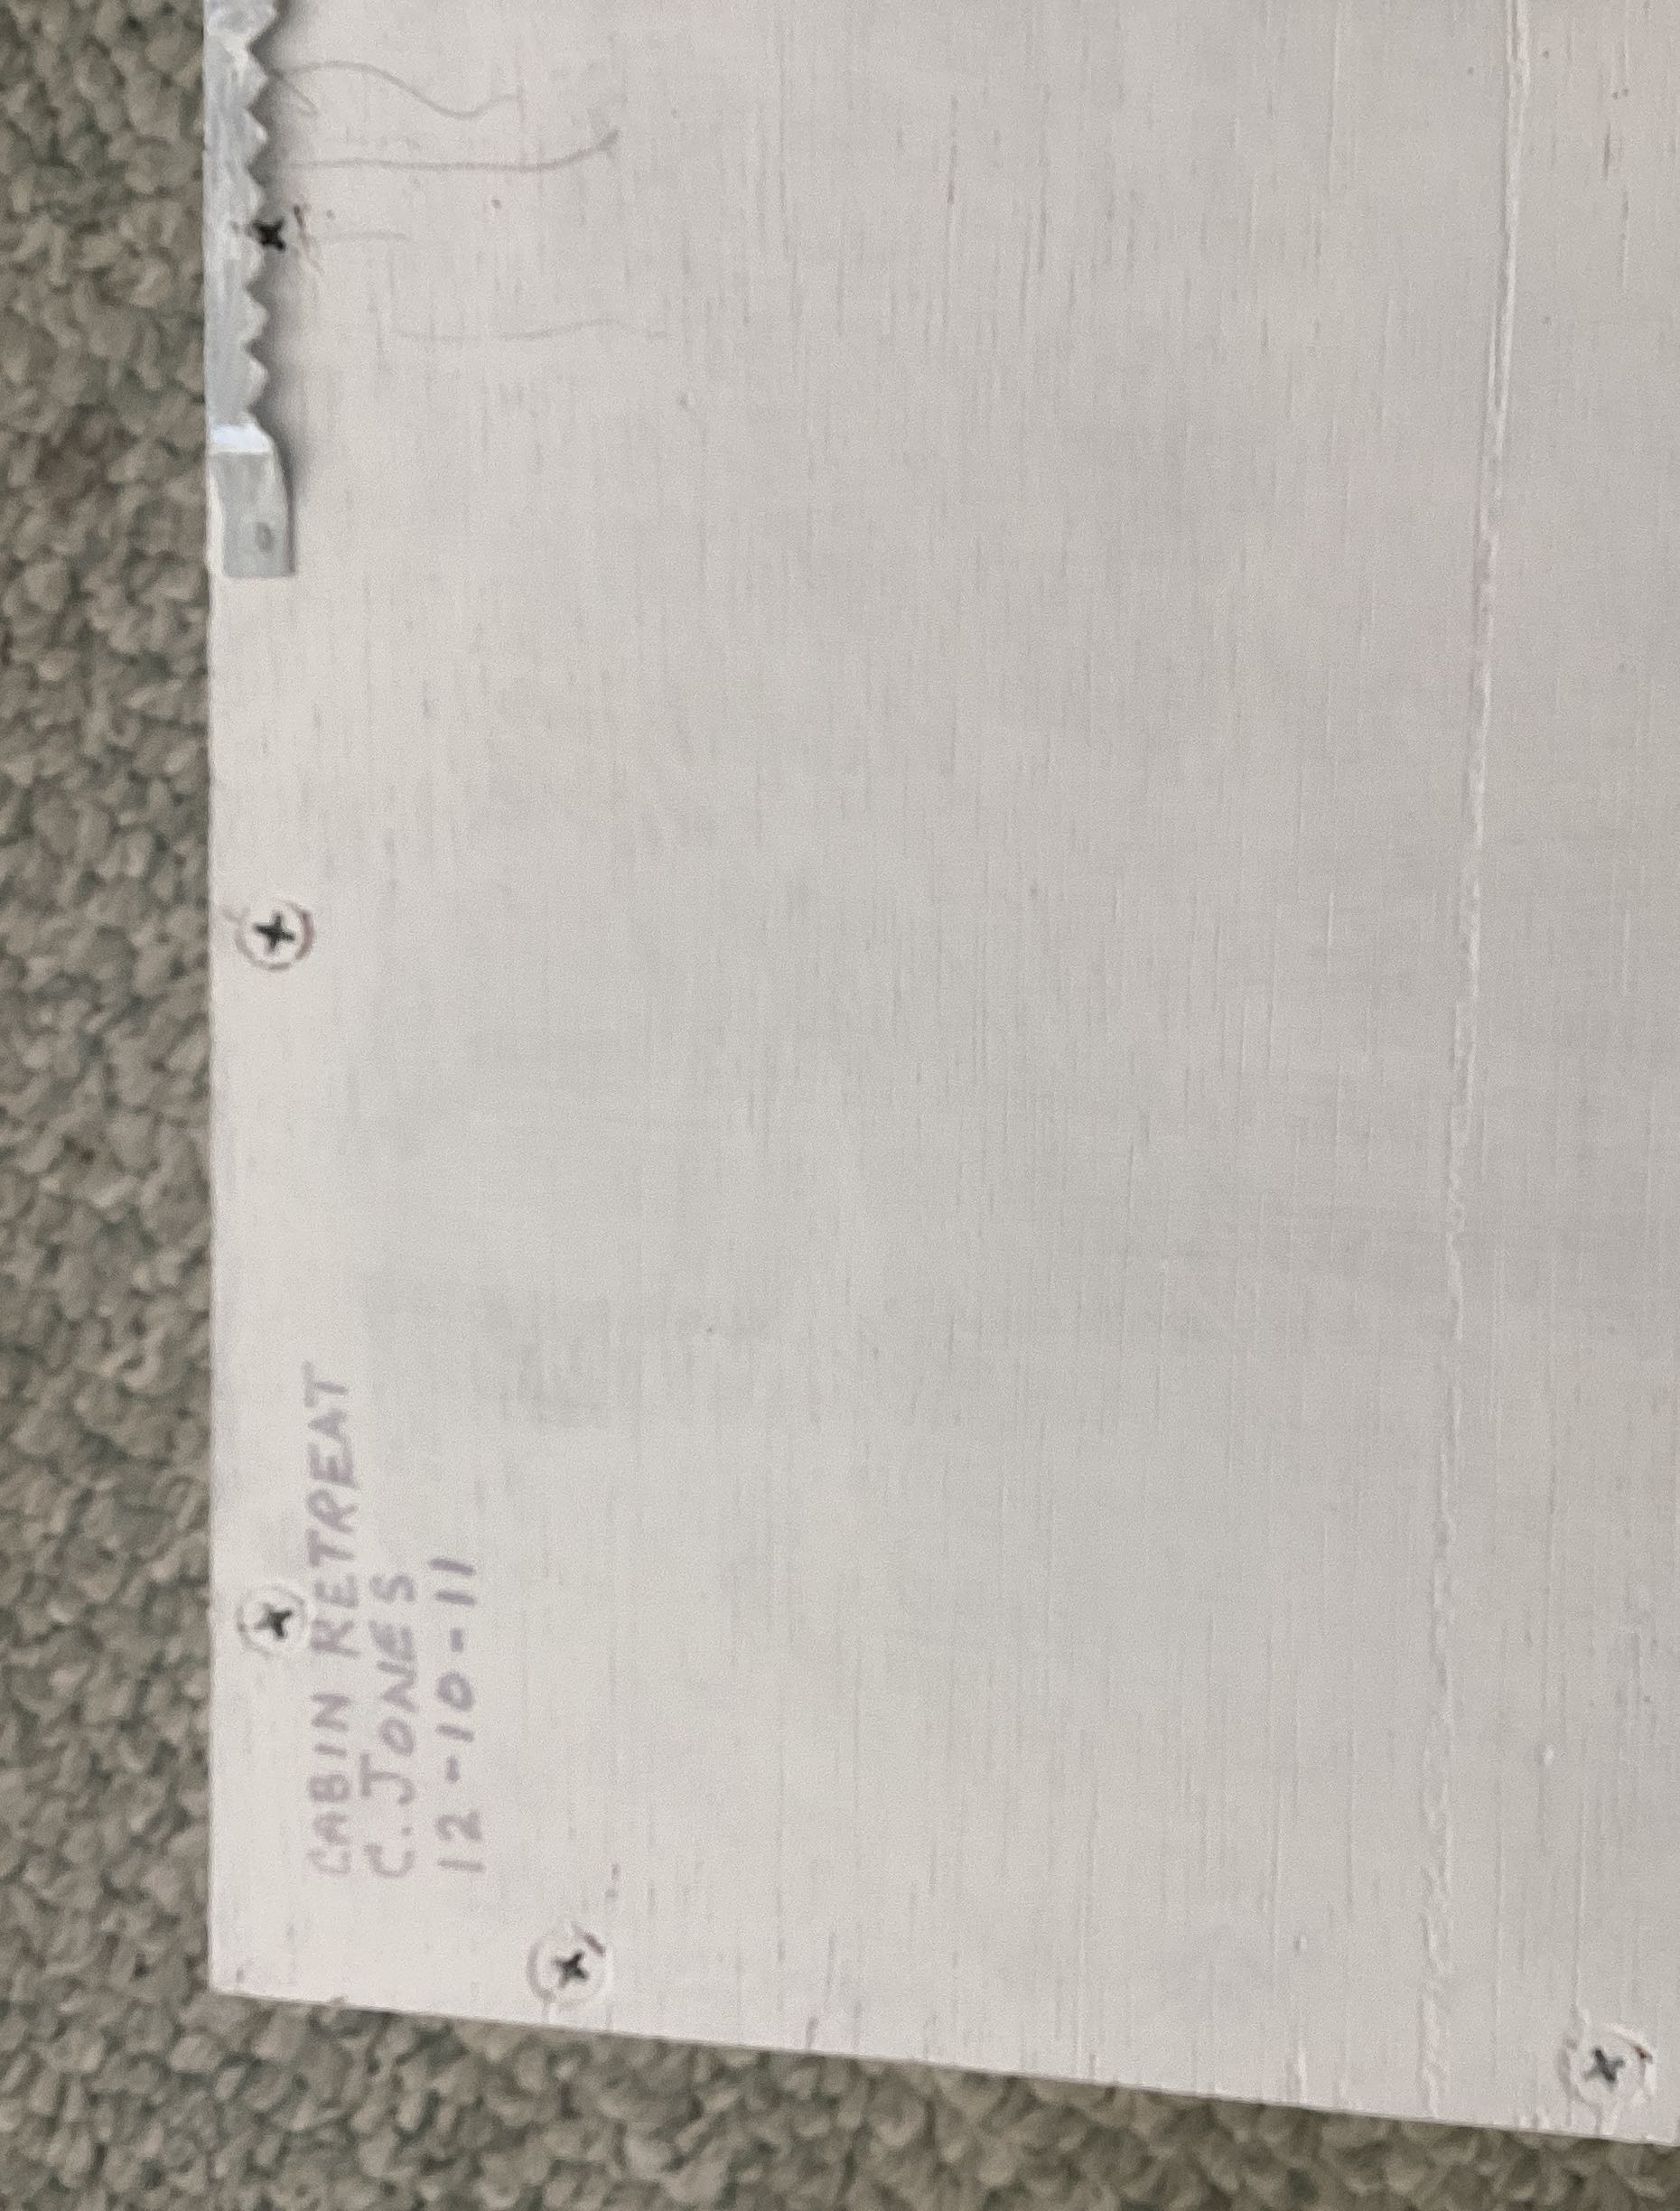 CABIN RETREAT
C. JONES
12-10-11